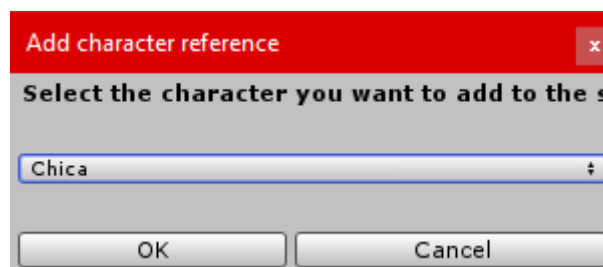 Add character reference
x
Select the character you want to add to the s
Chica
OK
Cancel